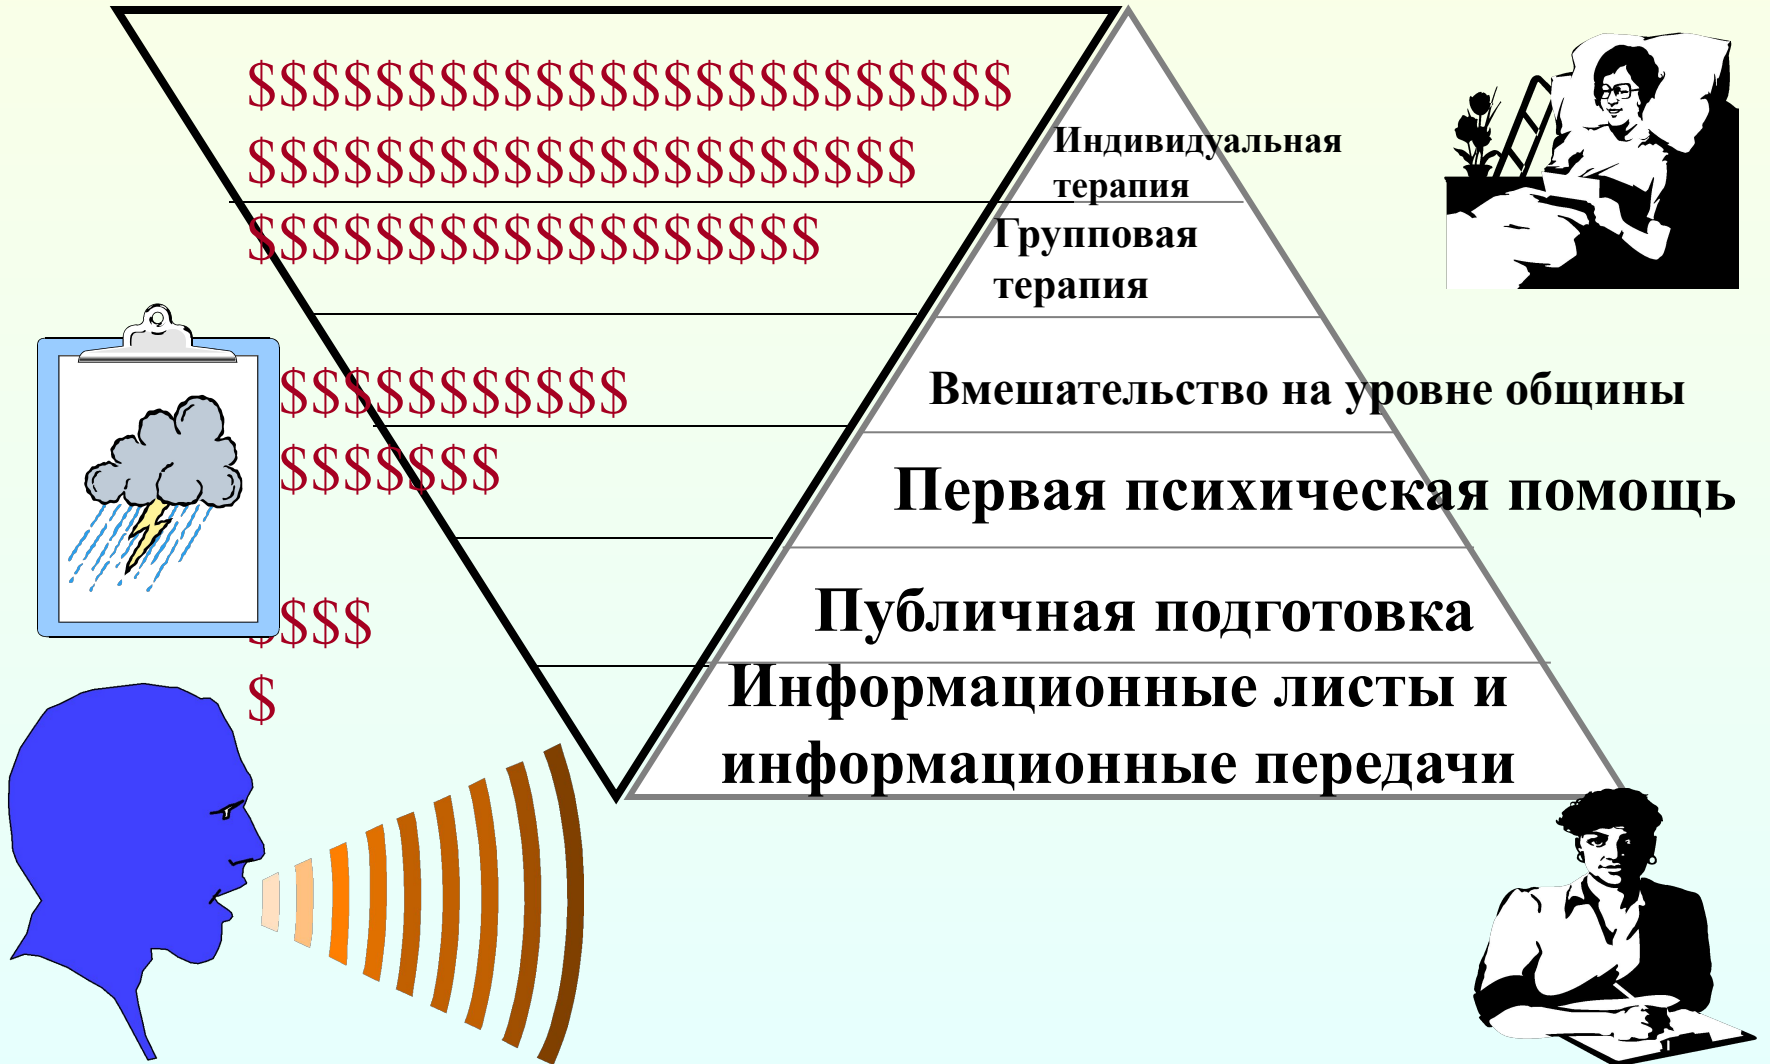 $$$$$$$$$$$$$$$$$$$$$$$$
$$$$$$$$$$$$$$$$$$$$$
$$$$$$$$$$$$$$$$$$
$$$$$$$$$$$
$$$$$$$
$$$$
$
Индивидуальная
терапия
Групповая
терапия
Вмешательство на уровне общины
Первая психическая помощь
Публичная подготовка
Информационные листы и
информационные передачи